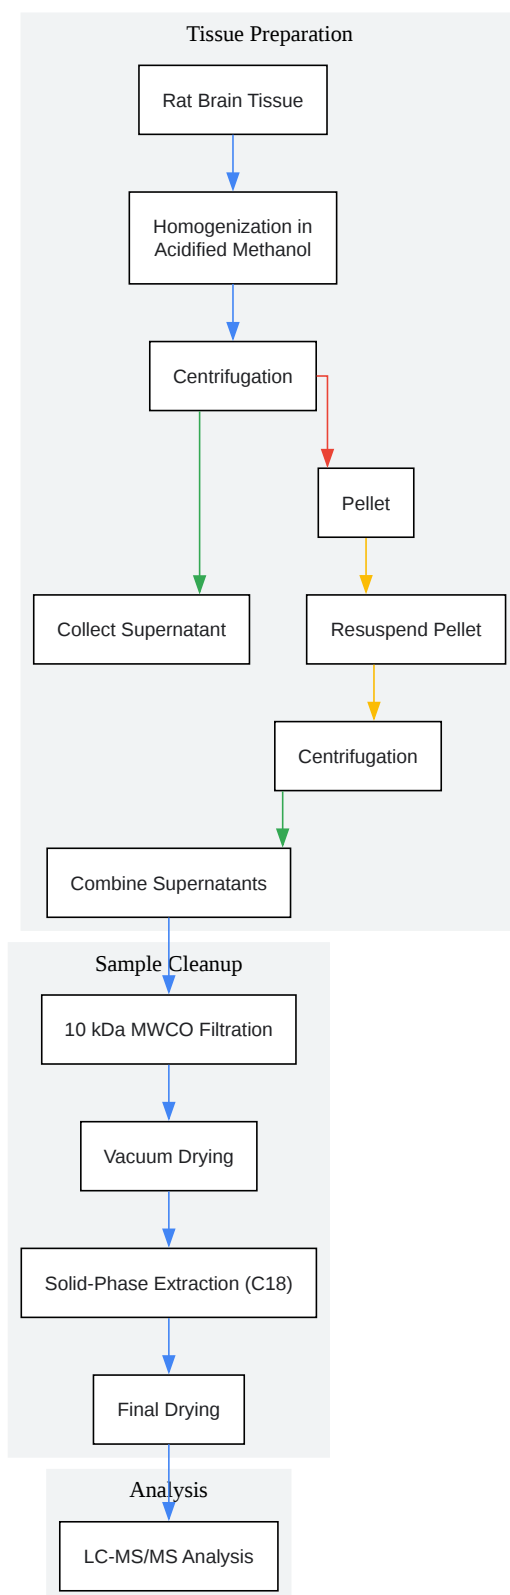 Tissue Preparation
Rat Brain Tissue
Homogenization in
Acidified Methanol
Centrifugation
Pellet
Collect Supernatant
Resuspend Pellet
Centrifugation
Combine Supernatants
Sample Cleanup
10 kDa MWCO Filtration
Vacuum Drying
Solid-Phase Extraction (C18)
Final Drying
Analysis
LC-MS/MS Analysis